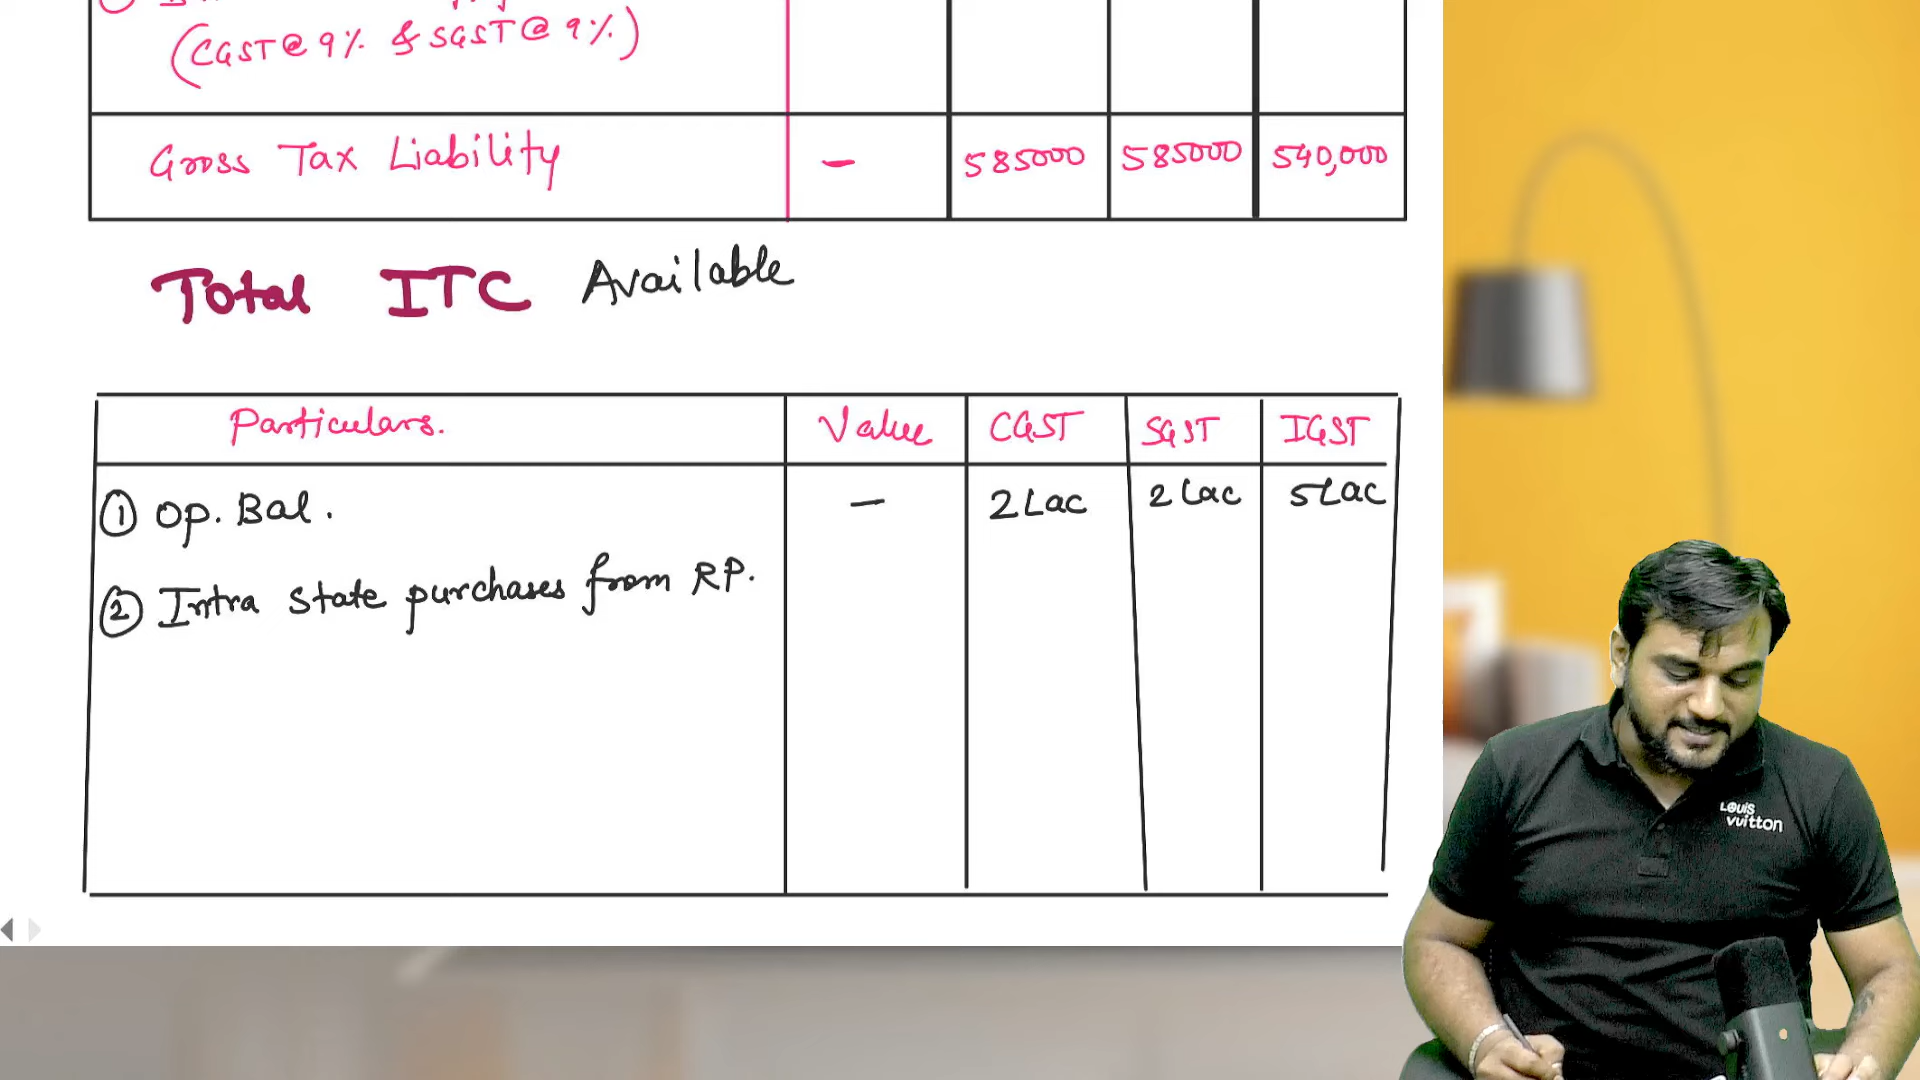 (CGST@ 9% & SGST@ 9%)
Gross Tax Liability - 585000 585000 540,000
Total ITC Available
Particulars. Value CGST SGST IGST
① Op. Bal. - 2 Lac 2 Lac 5 Lac
② Intra State purchases from RP.
Louis
vuitton